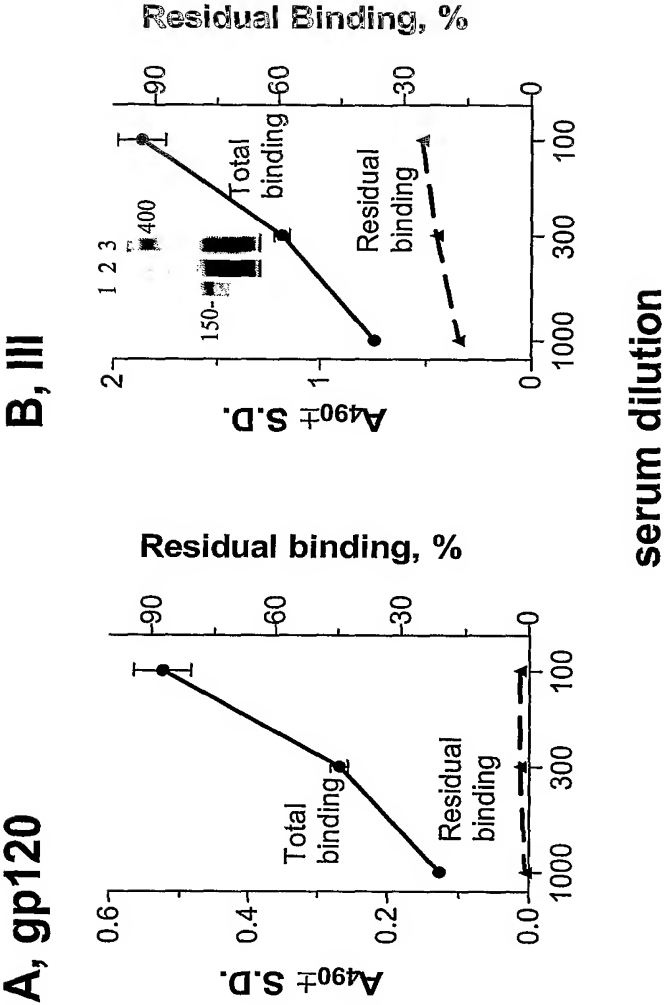 A, gp120
A490± S.D.
0.6
0.4
0.2
0.0
Total
binding
Residual
binding
90
60
30
0
Residual binding, %
1000
300
100
B, III
A490± S.D.
2
1
0
1 2 3
400
150-
Total
binding
Residual
binding
90
60
30
0
Residual Binding, %
1000
300
100
serum dilution